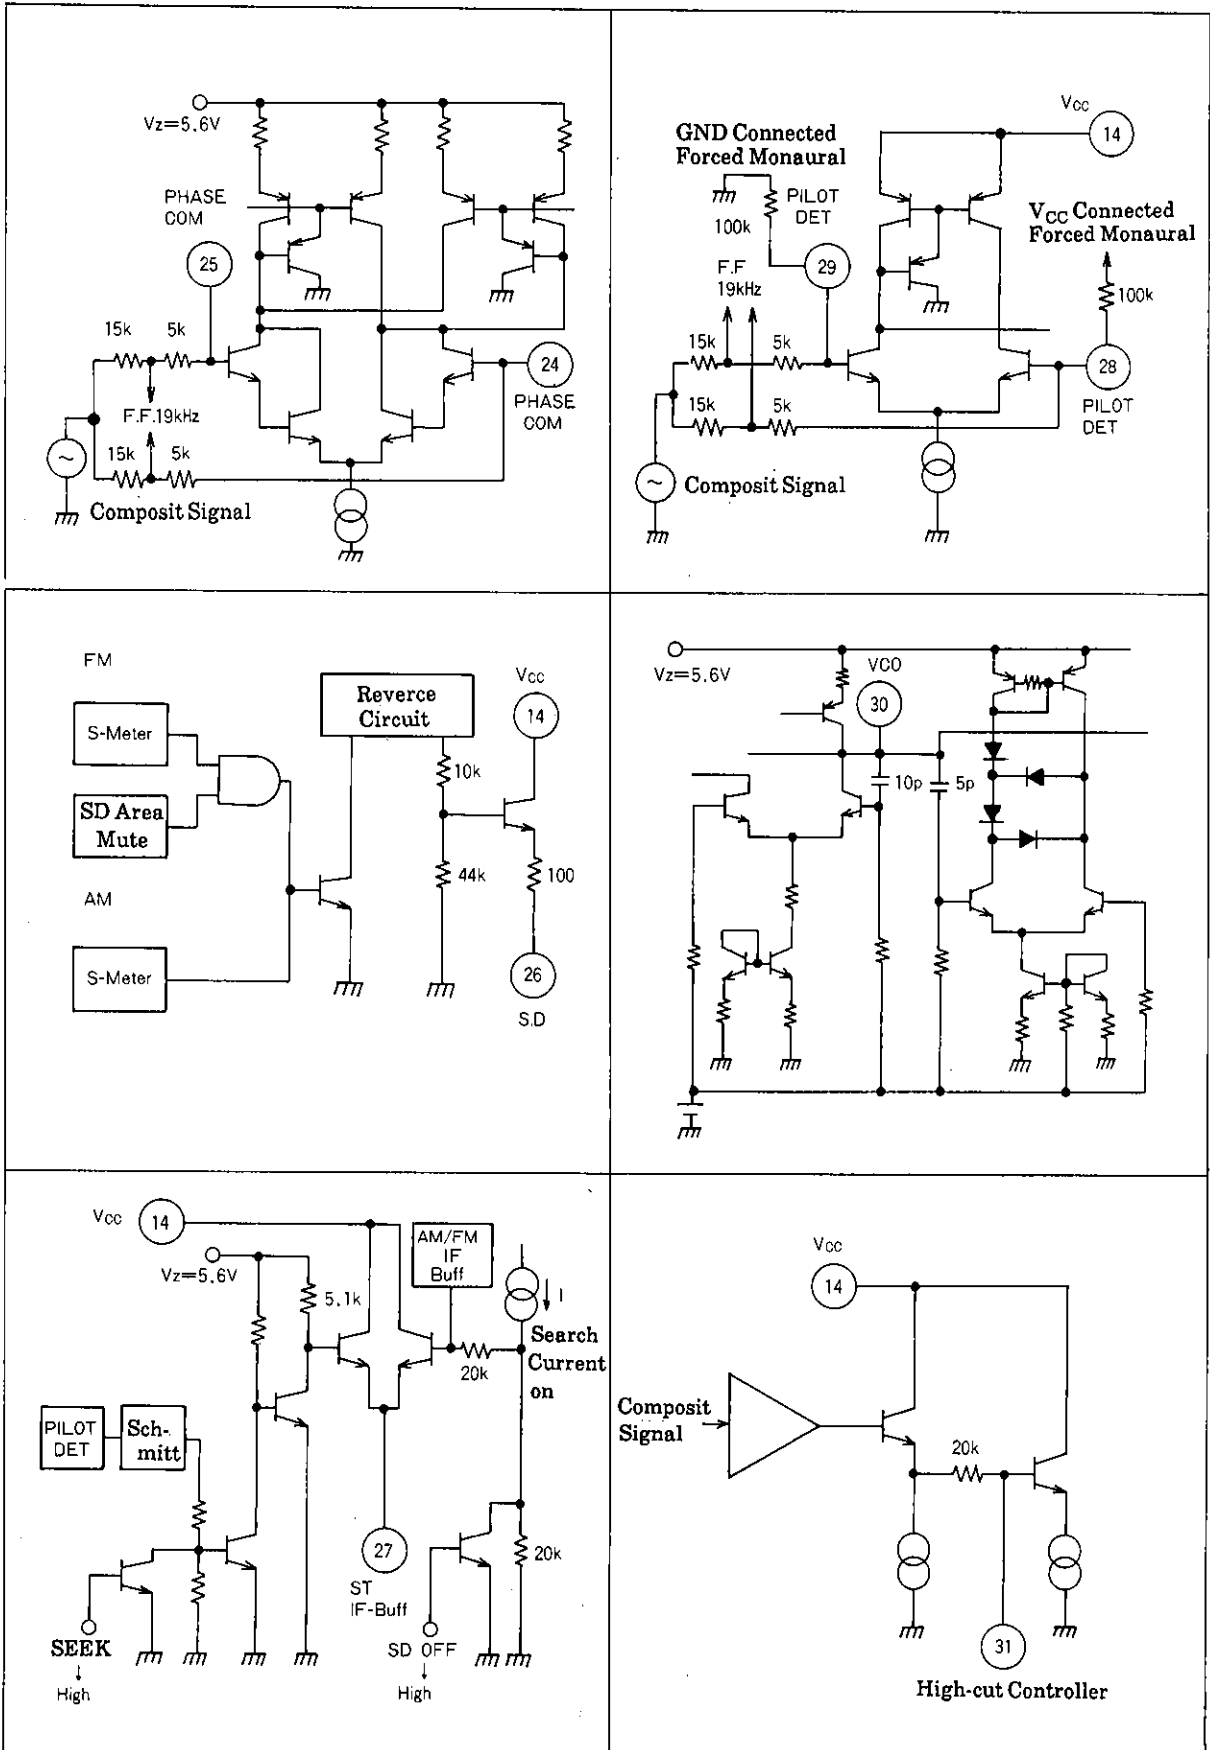 Vz=5.6V
PHASE
COM
25
15k
5k
F.F.19kHz
15k
5k
Composit Signal
24
PHASE
COM
Vcc
14
GND Connected
Forced Monaural
PILOT
DET
100k
F.F
19kHz
29
VCC Connected
Forced Monaural
100k
15k
5k
15k
5k
28
PILOT
DET
Composit Signal
FM
S-Meter
SD Area
Mute
AM
S-Meter
Reverce
Circuit
Vcc
14
10k
44k
100
26
S.D
Vz=5.6V
VCO
30
10p
5p
Vcc
14
Vz=5.6V
5.1k
AM/FM
IF
Buff
I
Search
Current
on
20k
PILOT
DET
Sch-
mitt
27
ST
IF-Buff
20k
SEEK
High
SD OFF
High
Vcc
14
Composit
Signal
20k
31
High-cut Controller